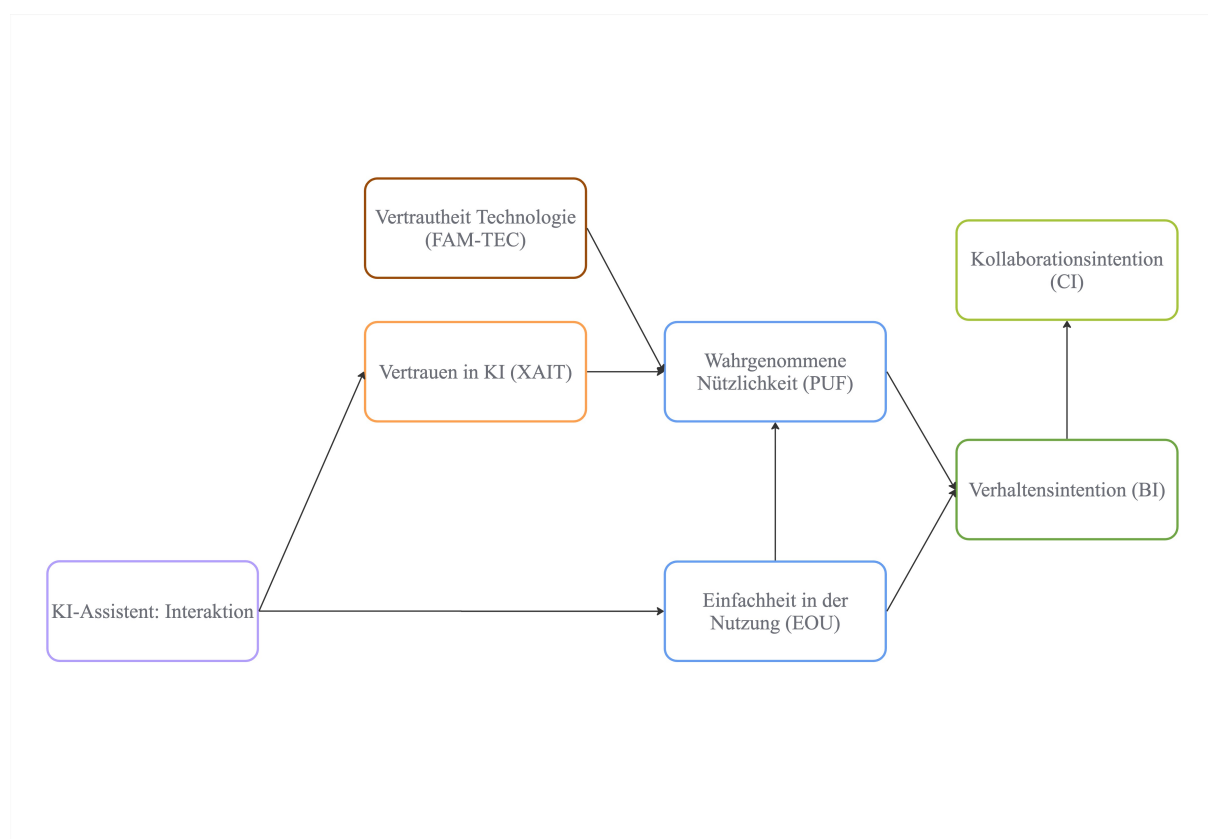 Vertrautheit Technologie
(FAM-TEC)
Kollaborationsintention
(CI)
Vertrauen in KI (XAIT)
Wahrgenommene
Nützlichkeit (PUF)
Verhaltensintention (BI)
KI-Assistent: Interaktion
Einfachheit in der
Nutzung (EOU)